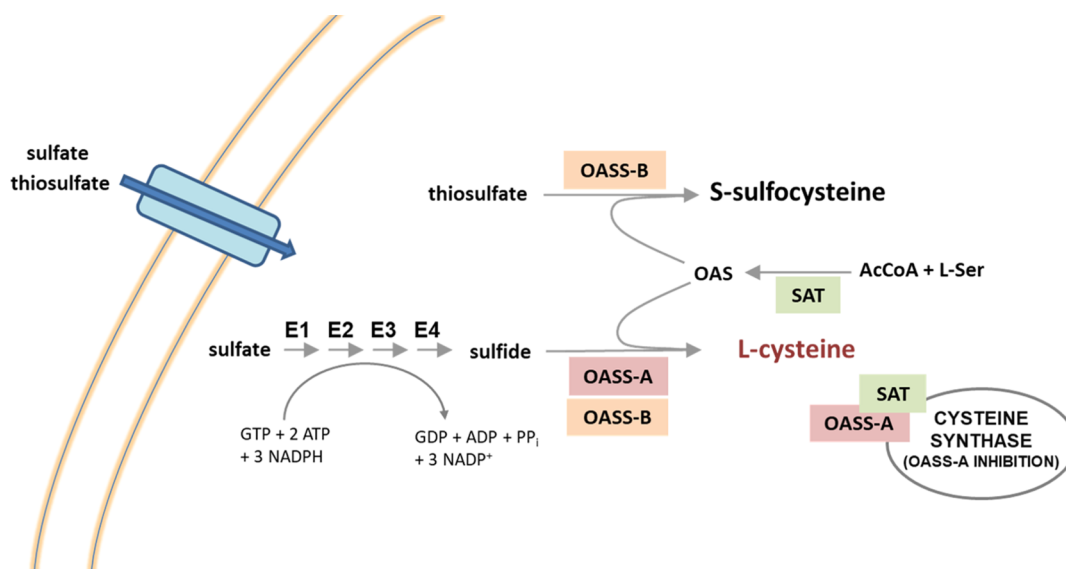 sulfate
thiosulfate
OASS-B
thiosulfate
S-sulfocysteine
OAS
AcCoA + L-Ser
SAT
E1 E2 E3 E4
sulfate
sulfide
L-cysteine
OASS-A
OASS-B
GTP + 2 ATP
+ 3 NADPH
GDP + ADP + PPi
+ 3 NADP⁺
SAT
OASS-A
CYSTEINE
SYNTHASE
(OASS-A INHIBITION)